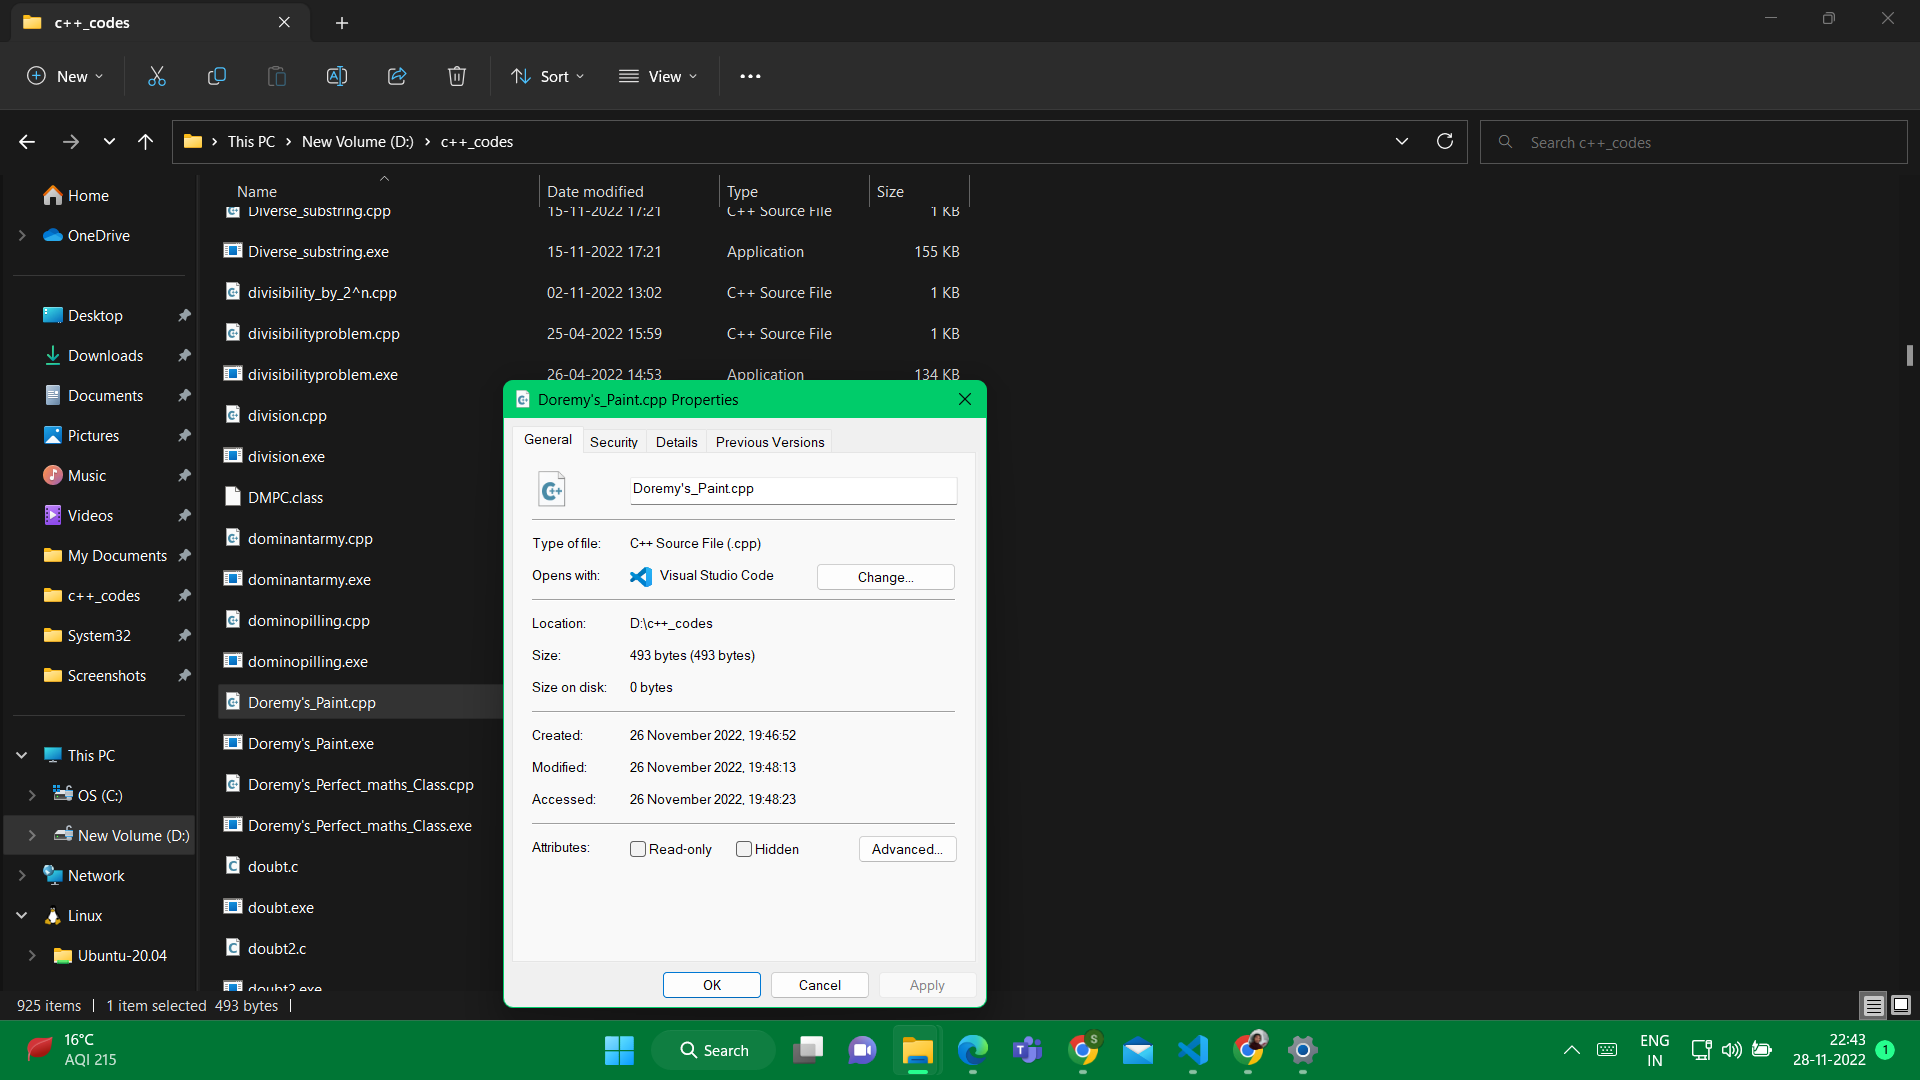 c++_codes
New
Sort
View
This PC
New Volume (D:)
c++_codes
Search c++_codes
Home
OneDrive
Desktop
Downloads
Documents
Pictures
Music
Videos
My Documents
c++_codes
System32
Screenshots
This PC
OS (C:)
New Volume (D:)
Network
Linux
Ubuntu-20.04
Name Date modified Type Size
Diverse_substring.cpp 15-11-2022 17:21 C++ Source File 1 KB
Diverse_substring.exe 15-11-2022 17:21 Application 155 KB
divisibility_by_2^n.cpp 02-11-2022 13:02 C++ Source File 1 KB
divisibilityproblem.cpp 25-04-2022 15:59 C++ Source File 1 KB
divisibilityproblem.exe 26-04-2022 14:53 Application 134 KB
division.cpp
division.exe
DMPC.class
dominantarmy.cpp
dominantarmy.exe
dominopilling.cpp
dominopilling.exe
Doremy's_Paint.cpp
Doremy's_Paint.exe
Doremy's_Perfect_maths_Class.cpp
Doremy's_Perfect_maths_Class.exe
doubt.c
doubt.exe
doubt2.c
doubt2.exe
Doremy's_Paint.cpp Properties
General Security Details Previous Versions
Doremy's_Paint.cpp
Type of file: C++ Source File (.cpp)
Opens with: Visual Studio Code Change...
Location: D:\c++_codes
Size: 493 bytes (493 bytes)
Size on disk: 0 bytes
Created: 26 November 2022, 19:46:52
Modified: 26 November 2022, 19:48:13
Accessed: 26 November 2022, 19:48:23
Attributes: Read-only Hidden Advanced...
OK Cancel Apply
925 items 1 item selected 493 bytes
16°C
AQI 215
Search
S
ENG
IN
22:43
28-11-2022
1